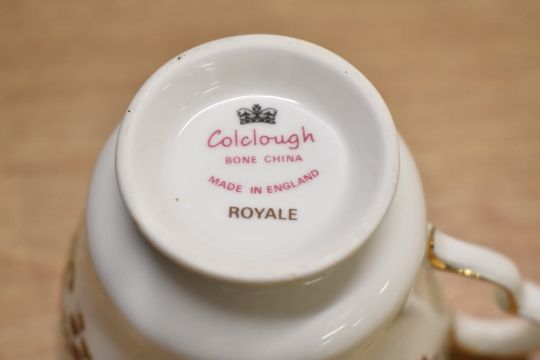 Colclough
BONE CHINA
MADE IN ENGLAND
ROYALE